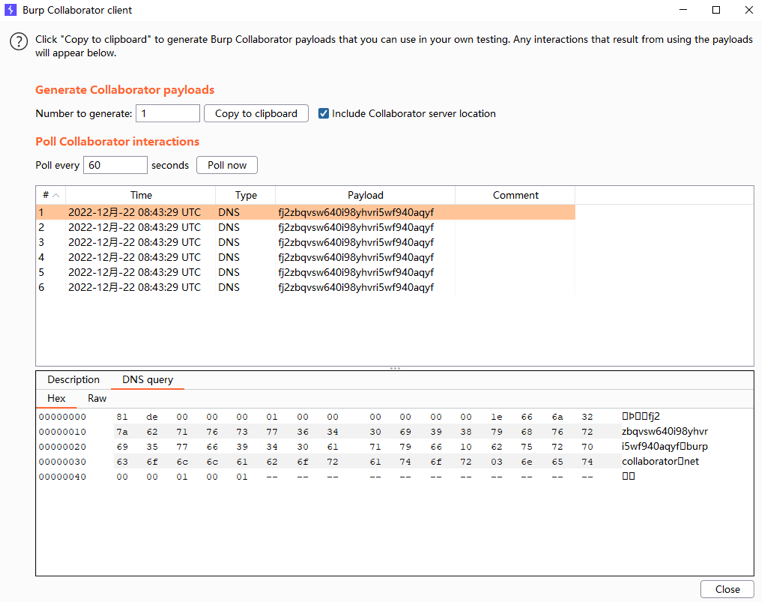 Burp Collaborator client
Click "Copy to clipboard" to generate Burp Collaborator payloads that you can use in your own testing. Any interactions that result from using the payloads
will appear below.
Generate Collaborator payloads
Number to generate: 1 Copy to clipboard Include Collaborator server location
Poll Collaborator interactions
Poll every 60 seconds Poll now
# Time Type Payload Comment
1 2022-12月-22 08:43:29 UTC DNS fj2zbqvsw640i98yhvri5wf940aqyf
2 2022-12月-22 08:43:29 UTC DNS fj2zbqvsw640i98yhvri5wf940aqyf
3 2022-12月-22 08:43:29 UTC DNS fj2zbqvsw640i98yhvri5wf940aqyf
4 2022-12月-22 08:43:29 UTC DNS fj2zbqvsw640i98yhvri5wf940aqyf
5 2022-12月-22 08:43:29 UTC DNS fj2zbqvsw640i98yhvri5wf940aqyf
6 2022-12月-22 08:43:29 UTC DNS fj2zbqvsw640i98yhvri5wf940aqyf
Description DNS query
Hex Raw
00000000 81 de 00 00 00 01 00 00 00 00 00 00 1e 66 6a 32 □Þ□□fj2
00000010 7a 62 71 76 73 77 36 34 30 69 39 38 79 68 76 72 zbqvsw640i98yhvr
00000020 69 35 77 66 39 34 30 61 71 79 66 10 62 75 72 70 i5wf940aqyf□burp
00000030 63 6f 6c 6c 61 62 6f 72 61 74 6f 72 03 6e 65 74 collaborator□net
00000040 00 00 01 00 01 -- -- -- -- -- -- -- -- -- -- -- □□
Close